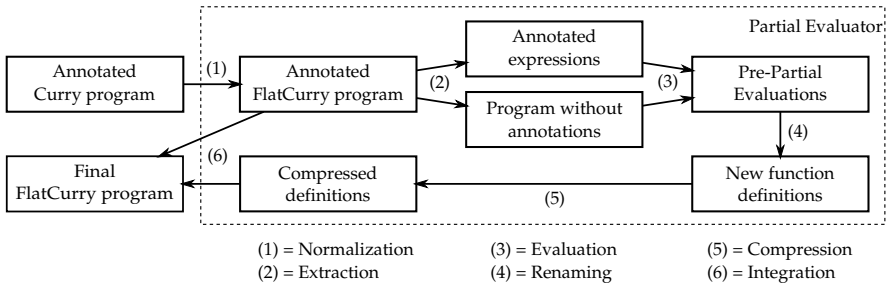 Partial Evaluator
Annotated
Curry program
(1)
Annotated
FlatCurry program
(2)
Annotated
expressions
Program without
annotations
(3)
Pre-Partial
Evaluations
(4)
Final
FlatCurry program
(6)
Compressed
definitions
(5)
New function
definitions
(1) = Normalization
(2) = Extraction
(3) = Evaluation
(4) = Renaming
(5) = Compression
(6) = Integration